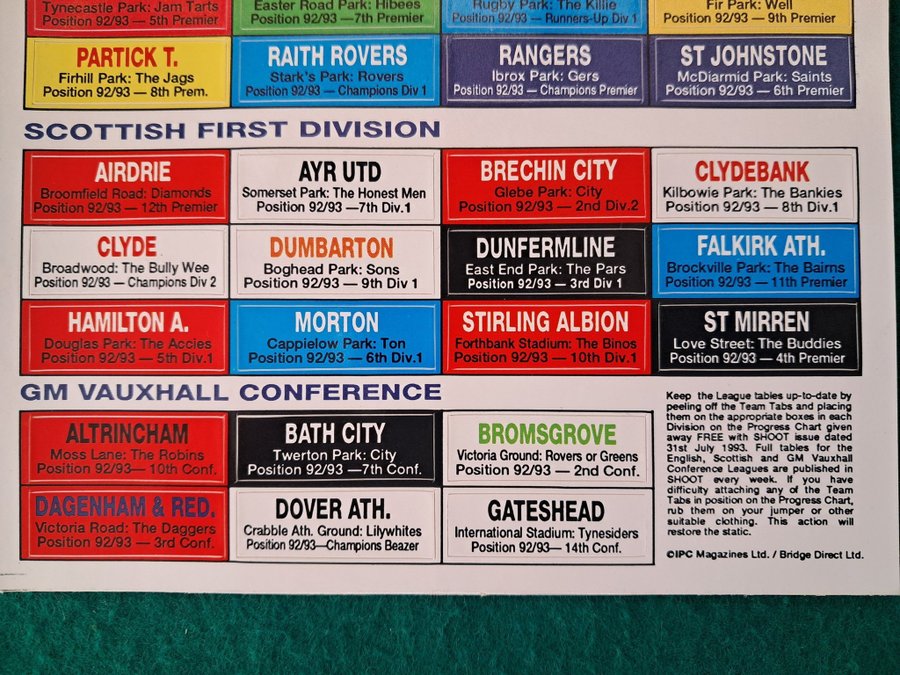 Tynecastle Park: Jam Tarts
Position 92/93 — 5th Premier
Easter Road Park: Hibees
Position 92/93 — 7th Premier
Rugby Park: The Killie
Position 92/93 — Runners-Up Div 1
Fir Park: Well
Position 92/93 — 9th Premier
PARTICK T.
Firhill Park: The Jags
Position 92/93 — 8th Prem.
RAITH ROVERS
Stark's Park: Rovers
Position 92/93 — Champions Div 1
RANGERS
Ibrox Park: Gers
Position 92/93 — Champions Premier
ST JOHNSTONE
McDiarmid Park: Saints
Position 92/93 — 6th Premier
SCOTTISH FIRST DIVISION
AIRDRIE
Broomfield Road: Diamonds
Position 92/93 — 12th Premier
AYR UTD
Somerset Park: The Honest Men
Position 92/93 —7th Div.1
BRECHIN CITY
Glebe Park: City
Position 92/93 — 2nd Div.2
CLYDEBANK
Kilbowie Park: The Bankies
Position 92/93 — 8th Div.1
CLYDE
Broadwood: The Bully Wee
Position 92/93 — Champions Div 2
DUMBARTON
Boghead Park: Sons
Position 92/93 — 9th Div 1
DUNFERMLINE
East End Park: The Pars
Position 92/93 — 3rd Div 1
FALKIRK ATH.
Brockville Park: The Bairns
Position 92/93 — 11th Premier
HAMILTON A.
Douglas Park: The Accies
Position 92/93 — 5th Div.1
MORTON
Cappielow Park: Ton
Position 92/93 — 6th Div.1
STIRLING ALBION
Forthbank Stadium: The Binos
Position 92/93 — 10th Div.1
ST MIRREN
Love Street: The Buddies
Position 92/93 — 4th Premier
GM VAUXHALL CONFERENCE
ALTRINCHAM
Moss Lane: The Robins
Position 92/93— 10th Conf.
BATH CITY
Twerton Park: City
Position 92/93 —7th Conf.
BROMSGROVE
Victoria Ground: Rovers or Greens
Position 92/93 — 2nd Conf.
DAGENHAM & RED.
Victoria Road: The Daggers
Position 92/93 — 3rd Conf.
DOVER ATH.
Crabble Ath. Ground: Lilywhites
Position 92/93—Champions Beazer
GATESHEAD
International Stadium: Tynesiders
Position 92/93— 14th Conf.
Keep the League tables up-to-date by
peeling off the Team Tabs and placing
them on the appropriate boxes in each
Division on the Progress Chart given
away FREE with SHOOT issue dated
31st July 1993. Full tables for the
English, Scottish and GM Vauxhall
Conference Leagues are published in
SHOOT every week. If you have
difficulty attaching any of the Team
Tabs in position on the Progress Chart,
rub them on your jumper or other
suitable clothing. This action will
restore the static.
©IPC Magazines Ltd. / Bridge Direct Ltd.